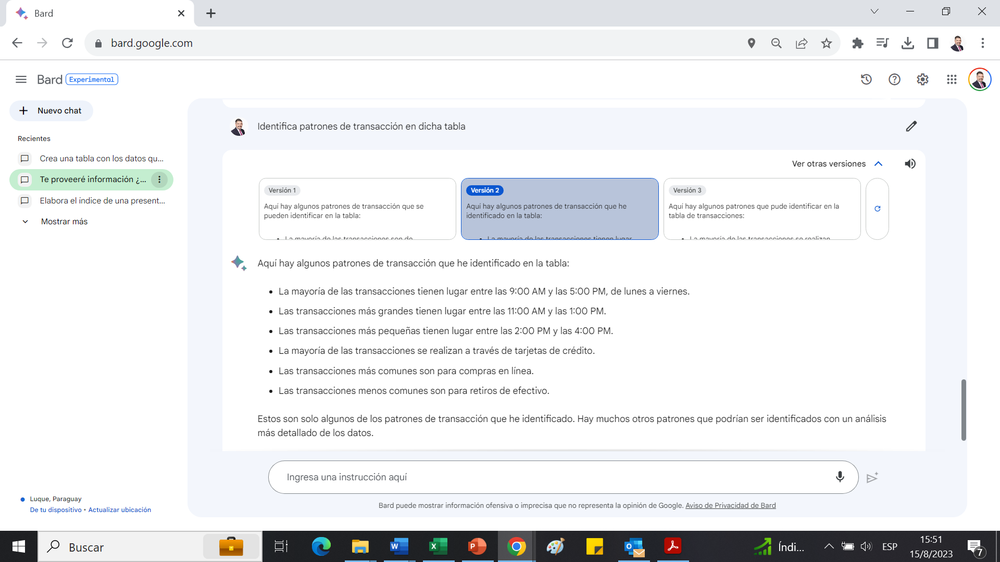 Bard
bard.google.com
Bard Experimental
Nuevo chat
Recientes
Crea una tabla con los datos qu...
Te proveeré información ¿...
Elabora el índice de una present...
Mostrar más
Luque, Paraguay
De tu dispositivo • Actualizar ubicación
Identifica patrones de transacción en dicha tabla
Ver otras versiones
Versión 1
Aquí hay algunos patrones de transacción que se
pueden identificar en la tabla:
• La mayoría de las transacciones son de
Versión 2
Aquí hay algunos patrones de transacción que he
identificado en la tabla:
• La mayoría de las transacciones tienen lugar
Versión 3
Aquí hay algunos patrones que pude identificar en la
tabla de transacciones:
• La mayoría de las transacciones se realizan
Aquí hay algunos patrones de transacción que he identificado en la tabla:
• La mayoría de las transacciones tienen lugar entre las 9:00 AM y las 5:00 PM, de lunes a viernes.
• Las transacciones más grandes tienen lugar entre las 11:00 AM y las 1:00 PM.
• Las transacciones más pequeñas tienen lugar entre las 2:00 PM y las 4:00 PM.
• La mayoría de las transacciones se realizan a través de tarjetas de crédito.
• Las transacciones más comunes son para compras en línea.
• Las transacciones menos comunes son para retiros de efectivo.
Estos son solo algunos de los patrones de transacción que he identificado. Hay muchos otros patrones que podrían ser identificados con un análisis
más detallado de los datos.
Ingresa una instrucción aquí
Bard puede mostrar información ofensiva o imprecisa que no representa la opinión de Google. Aviso de Privacidad de Bard
Buscar
Índi...
ESP
15:51
15/8/2023
7